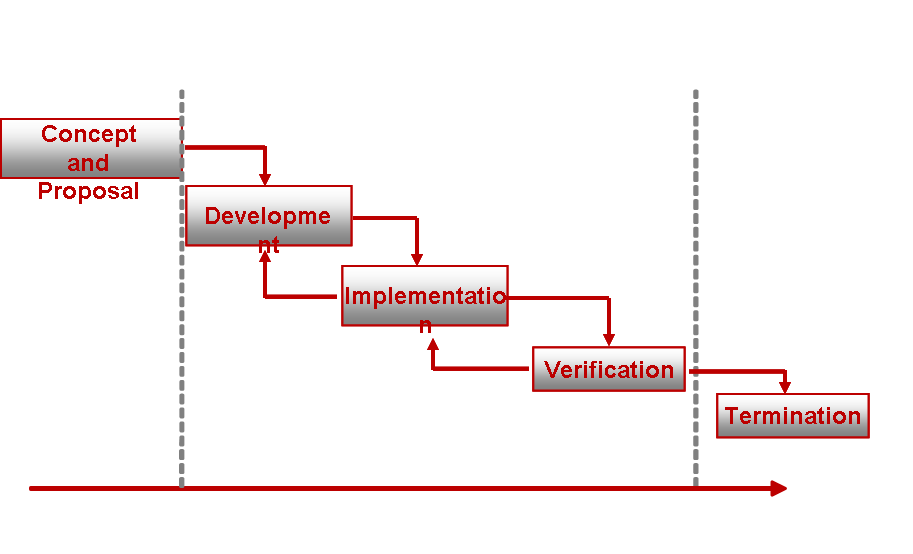 Concept
and
Proposal
Developme
nt
Implementatio
n
Verification
Termination